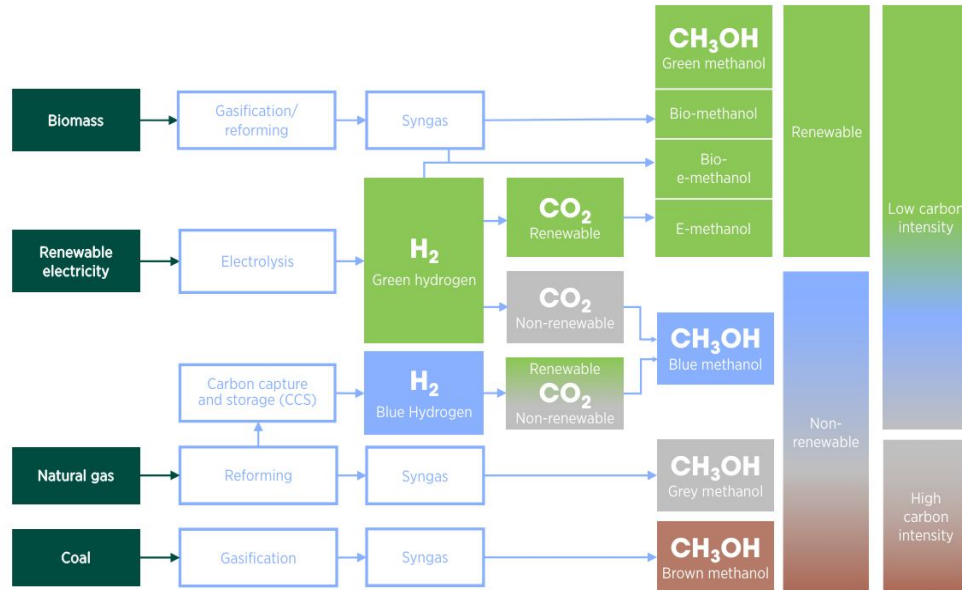 CH₃OH
Green methanol
Biomass
Gasification/
reforming
Syngas
Bio-methanol
Renewable
Bio-
e-methanol
Low carbon
intensity
Renewable
electricity
Electrolysis
H₂
Green hydrogen
CO₂
Renewable
E-methanol
CO₂
Non-renewable
CH₃OH
Blue methanol
Carbon capture
and storage (CCS)
H₂
Blue Hydrogen
Renewable
CO₂
Non-renewable
Non-
renewable
Natural gas
Reforming
Syngas
CH₃OH
Grey methanol
High
carbon
intensity
Coal
Gasification
Syngas
CH₃OH
Brown methanol